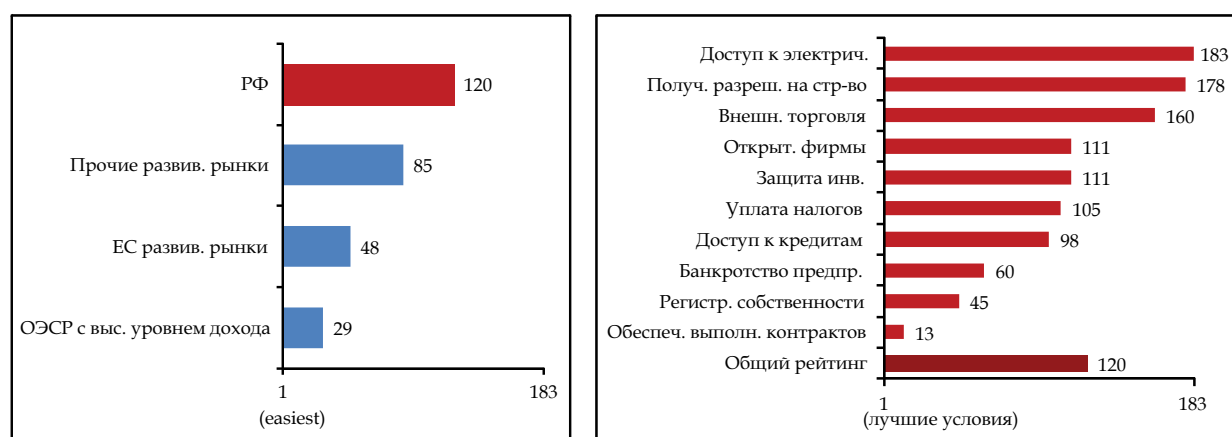 РФ 120
Прочие развив. рынки 85
ЕС развив. рынки 48
ОЭСР с выс. уровнем дохода 29
1 183
(easiest)
Доступ к электрич. 183
Получ. разреш. на стр-во 178
Внешн. торговля 160
Открыт. фирмы 111
Защита инв. 111
Уплата налогов 105
Доступ к кредитам 98
Банкротство предпр. 60
Регистр. собственности 45
Обеспеч. выполн. контрактов 13
Общий рейтинг 120
1 183
(лучшие условия)